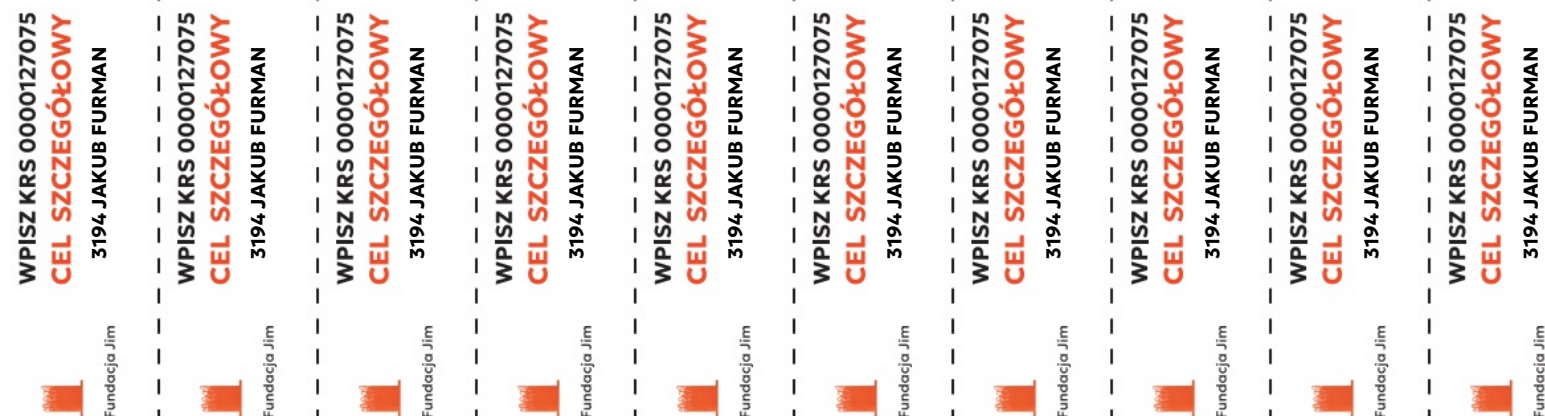 WPISZ KRS 0000127075
CEL SZCZEGÓŁOWY
3194 JAKUB FURMAN
Fundacja Jim
WPISZ KRS 0000127075
CEL SZCZEGÓŁOWY
3194 JAKUB FURMAN
Fundacja Jim
WPISZ KRS 0000127075
CEL SZCZEGÓŁOWY
3194 JAKUB FURMAN
Fundacja Jim
WPISZ KRS 0000127075
CEL SZCZEGÓŁOWY
3194 JAKUB FURMAN
Fundacja Jim
WPISZ KRS 0000127075
CEL SZCZEGÓŁOWY
3194 JAKUB FURMAN
Fundacja Jim
WPISZ KRS 0000127075
CEL SZCZEGÓŁOWY
3194 JAKUB FURMAN
Fundacja Jim
WPISZ KRS 0000127075
CEL SZCZEGÓŁOWY
3194 JAKUB FURMAN
Fundacja Jim
WPISZ KRS 0000127075
CEL SZCZEGÓŁOWY
3194 JAKUB FURMAN
Fundacja Jim
WPISZ KRS 0000127075
CEL SZCZEGÓŁOWY
3194 JAKUB FURMAN
Fundacja Jim
WPISZ KRS 0000127075
CEL SZCZEGÓŁOWY
3194 JAKUB FURMAN
Fundacja Jim